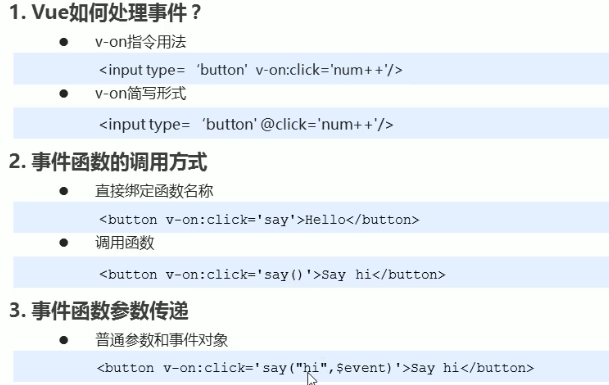 1. Vue如何处理事件？
● v-on指令用法
<input type= ‘button’ v-on:click='num++'/>
● v-on简写形式
<input type= ‘button’ @click='num++'/>
2. 事件函数的调用方式
● 直接绑定函数名称
<button v-on:click='say'>Hello</button>
● 调用函数
<button v-on:click='say()'>Say hi</button>
3. 事件函数参数传递
● 普通参数和事件对象
<button v-on:click='say("hi",$event)'>Say hi</button>